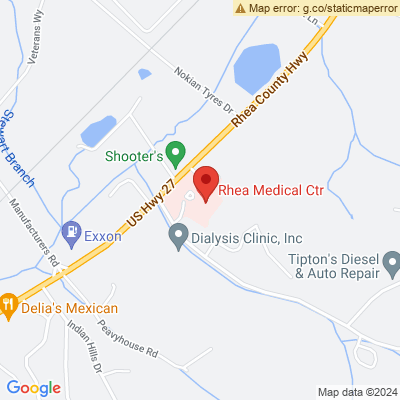 Map error: g.co/staticmaperror
Ln
Veterans Wy
Nokian Tyres Dr
Rhea County Hwy
Stewart Branch
Shooter's
US Hwy 27
Rhea Medical Ctr
Manufacturers Rd
Exxon
Dialysis Clinic, Inc
Tipton's Diesel
& Auto Repair
Delia's Mexican
Peavyhouse Rd
Indian Hills Dr
Google
Map data ©2024